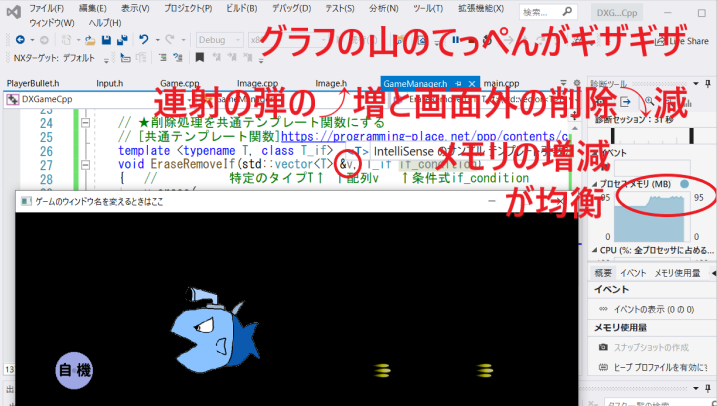 ファイル(F) 編集(E) 表示(V) プロジェクト(P) ビルド(B) デバッグ(D) テスト(S) 分析(N) ツール(T) 拡張機能(X)
ウィンドウ(W) ヘルプ(H)
検索... DXG....Cpp
Debug
Live Share
グラフの山のてっぺんがギザギザ
NXターゲット: デフォルト
PlayerBullet.h Input.h Game.cpp Image.cpp Image.h GameManager.h main.cpp
診断ツール
DXGameCpp
連射の弾の⤴増と画面外の削除⤵減
診断セッション: 31 秒
24 // ★削除処理を共通テンプレート関数にする
25 // [共通テンプレート関数]https://programming-place.net/ppp/contents/c
26 template <typename T, class T_if>
<T> IntelliSense
27 void EraseRemoveIf(std::vector<T> &v, T_if if_condition)
メモリの増減
28 { // 特定のタイプT↑ ↑配列v ↑条件式if_condition
が均衡
イベント
プロセス メモリ (MB)
95 95
0 0
CPU (%: 全プロセッサに占める...
概要 イベント メモリ使用量
イベント
イベントの表示 (0 の 0)
メモリ使用量
スナップショットの作成
ヒープ プロファイルを有効にす
ゲームのウィンドウ名を変えるときはここ
自機